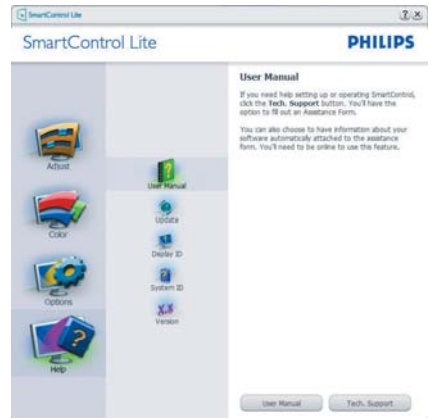 SmartControl Lite
SmartControl Lite
PHILIPS
Adjust
Color
Options
Help
User Manual
Update
Display ID
System ID
Version
User Manual
If you need help setting up or operating SmartControl,
click the Tech. Support button. You'll have the
option to fill out an Assistance Form.
You can also choose to have information about your
software automatically attached to the assistance
form. You'll need to be online to use this feature.
User Manual
Tech. Support